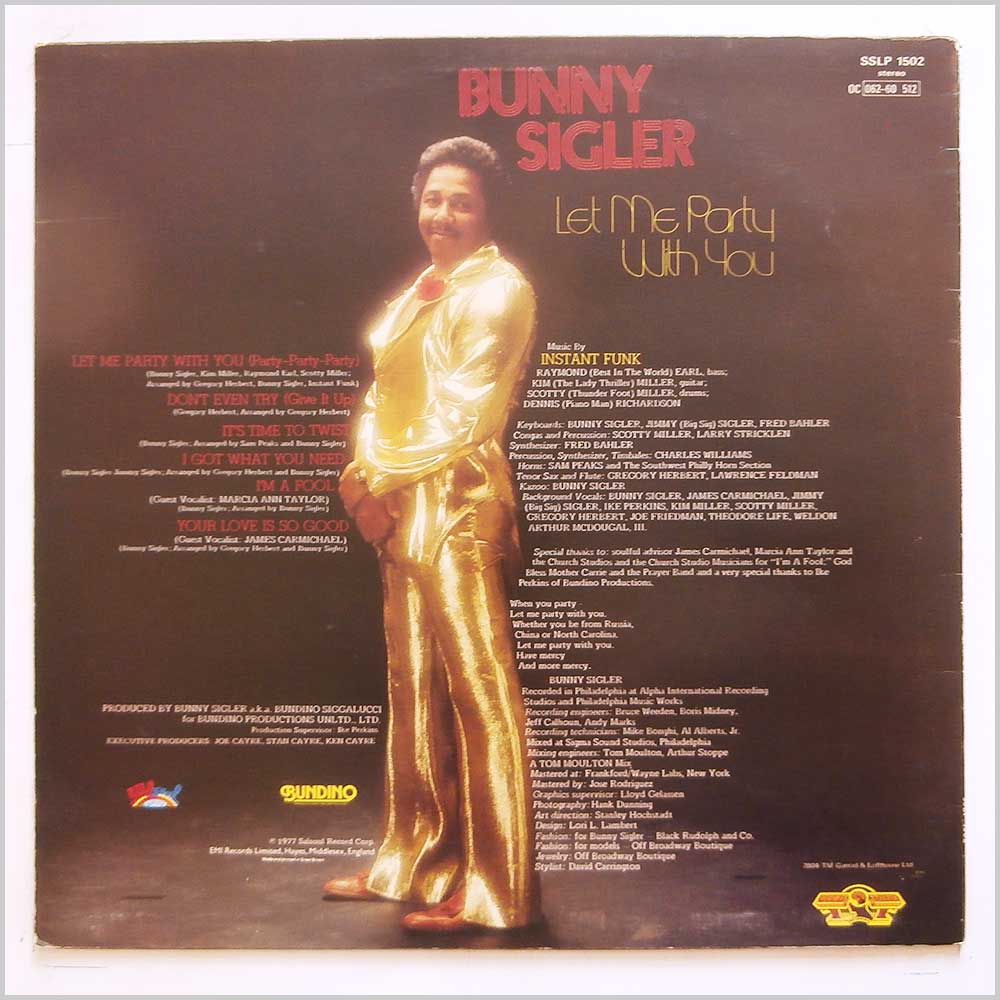 SSLP 1502
stereo
OC 062-60 512
BUNNY
SIGLER
Let Me Party
With You
LET ME PARTY WITH YOU (Party-Party-Party)
(Bunny Sigler, Kim Miller, Raymond Earl, Scotty Miller;
Arranged by Gregory Herbert, Bunny Sigler, Instant Funk)
DON'T EVEN TRY (Give It Up)
(Gregory Herbert, Arranged by Gregory Herbert)
IT'S TIME TO TWIST
(Bunny Sigler; Arranged by Sam Peaks and Bunny Sigler)
I GOT WHAT YOU NEED
(Bunny Sigler, Jimmy Sigler; Arranged by Gregory Herbert and Bunny Sigler)
I'M A FOOL
(Guest Vocalist: MARCIA ANN TAYLOR)
(Bunny Sigler; Arranged by Bunny Sigler)
YOUR LOVE IS SO GOOD
(Guest Vocalist: JAMES CARMICHAEL)
(Bunny Sigler; Arranged by Gregory Herbert and Bunny Sigler)
PRODUCED BY BUNNY SIGLER a.k.a. BUNDINO SIGGALUCCI
for BUNDINO PRODUCTIONS UNLTD., LTD.
Production Supervisor: Ike Perkins
EXECUTIVE PRODUCERS JOE CAYRE, STAN CAYRE, KEN CAYRE
BUNDINO
© 1977 Salsoul Record Corp.
EMI Records Limited, Hayes, Middlesex, England
Music By
INSTANT FUNK
RAYMOND (Best In The World) EARL, bass;
KIM (The Lady Thriller) MILLER, guitar;
SCOTTY (Thunder Foot) MILLER, drums;
DENNIS (Piano Man) RICHARDSON
Keyboards: BUNNY SIGLER, JIMMY (Big Sig) SIGLER, FRED BAHLER
Congas and Percussion: SCOTTY MILLER, LARRY STRICKLEN
Synthesizer: FRED BAHLER
Percussion, Synthesizer, Timbales: CHARLES WILLIAMS
Horns: SAM PEAKS and The Southwest Philly Horn Section
Tenor Sax and Flute: GREGORY HERBERT, LAWRENCE FELDMAN
Kazoo: BUNNY SIGLER
Background Vocals: BUNNY SIGLER, JAMES CARMICHAEL, JIMMY
(Big Sig) SIGLER, IKE PERKINS, KIM MILLER, SCOTTY MILLER,
GREGORY HERBERT, JOE FRIEDMAN, THEODORE LIFE, WELDON
ARTHUR MCDOUGAL, III.
Special thanks to: soulful advisor James Carmichael, Marcia Ann Taylor and
the Church Studios and the Church Studio Musicians for "I'm A Fool;" God
Bless Mother Carrie and the Prayer Band and a very special thanks to Ike
Perkins of Bundino Productions.
When you party
Let me party with you.
Whether you be from Russia,
China or North Carolina.
Let me party with you.
Have mercy
And more mercy.
BUNNY SIGLER
Recorded in Philadelphia at Alpha International Recording
Studios and Philadelphia Music Works
Recording engineers: Bruce Weeden, Boris Midney,
Jeff Calhoun, Andy Marks
Recording technicians: Mike Bonghi, Al Alberts, Jr.
Mixed at Sigma Sound Studios, Philadelphia
Mixing engineers: Tom Moulton, Arthur Stoppe
A TOM MOULTON Mix
Mastered at: Frankford/Wayne Labs, New York
Mastered by: Jose Rodriguez
Graphics supervisor: Lloyd Gelassen
Photography: Hank Dunning
Art direction: Stanley Hochstadt
Design: Lori L. Lambert
Fashion: for Bunny Sigler – Black Rudolph and Co.
Fashion: for models – Off Broadway Boutique
Jewelry: Off Broadway Boutique
Stylist: David Carrington